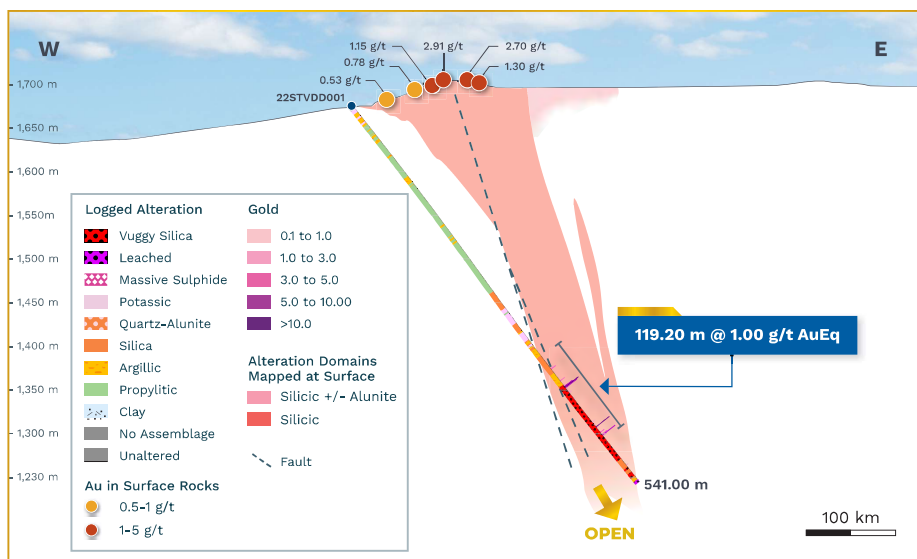 W
E
1.15 g/t
2.91 g/t
2.70 g/t
0.78 g/t
1.30 g/t
0.53 g/t
22STVDD001
1,700 m
1,650 m
1,600 m
1,550m
1,500 m
1,450 m
1,400 m
1,350 m
1,300 m
1,230 m
Logged Alteration
Vuggy Silica
Leached
Massive Sulphide
Potassic
Quartz-Alunite
Silica
Argillic
Propylitic
Clay
No Assemblage
Unaltered
Au in Surface Rocks
0.5-1 g/t
1-5 g/t
Gold
0.1 to 1.0
1.0 to 3.0
3.0 to 5.0
5.0 to 10.00
>10.0
Alteration Domains
Mapped at Surface
Silicic +/- Alunite
Silicic
Fault
119.20 m @ 1.00 g/t AuEq
541.00 m
OPEN
100 km